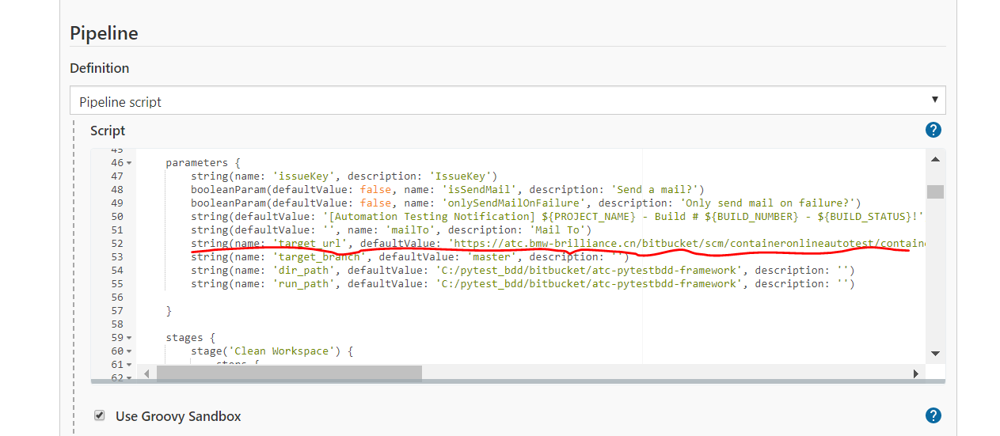 Pipeline
Definition
Pipeline script
Script
45
46 parameters {
47 string(name: 'issueKey', description: 'IssueKey')
48 booleanParam(defaultValue: false, name: 'isSendMail', description: 'Send a mail?')
49 booleanParam(defaultValue: false, name: 'onlySendMailOnFailure', description: 'Only send mail on failure?')
50 string(defaultValue: '[Automation Testing Notification] ${PROJECT_NAME} - Build # ${BUILD_NUMBER} - ${BUILD_STATUS}!'
51 string(defaultValue: '', name: 'mailTo', description: 'Mail To')
52 string(name: 'target_url', defaultValue: 'https://atc.bmw-brilliance.cn/bitbucket/scm/containeronlineautotest/containe
53 string(name: 'target_branch', defaultValue: 'master', description: '')
54 string(name: 'dir_path', defaultValue: 'C:/pytest_bdd/bitbucket/atc-pytestbdd-framework', description: '')
55 string(name: 'run_path', defaultValue: 'C:/pytest_bdd/bitbucket/atc-pytestbdd-framework', description: '')
56
57 }
58
59 stages {
60 stage('Clean Workspace') {
61 steps {
62
Use Groovy Sandbox